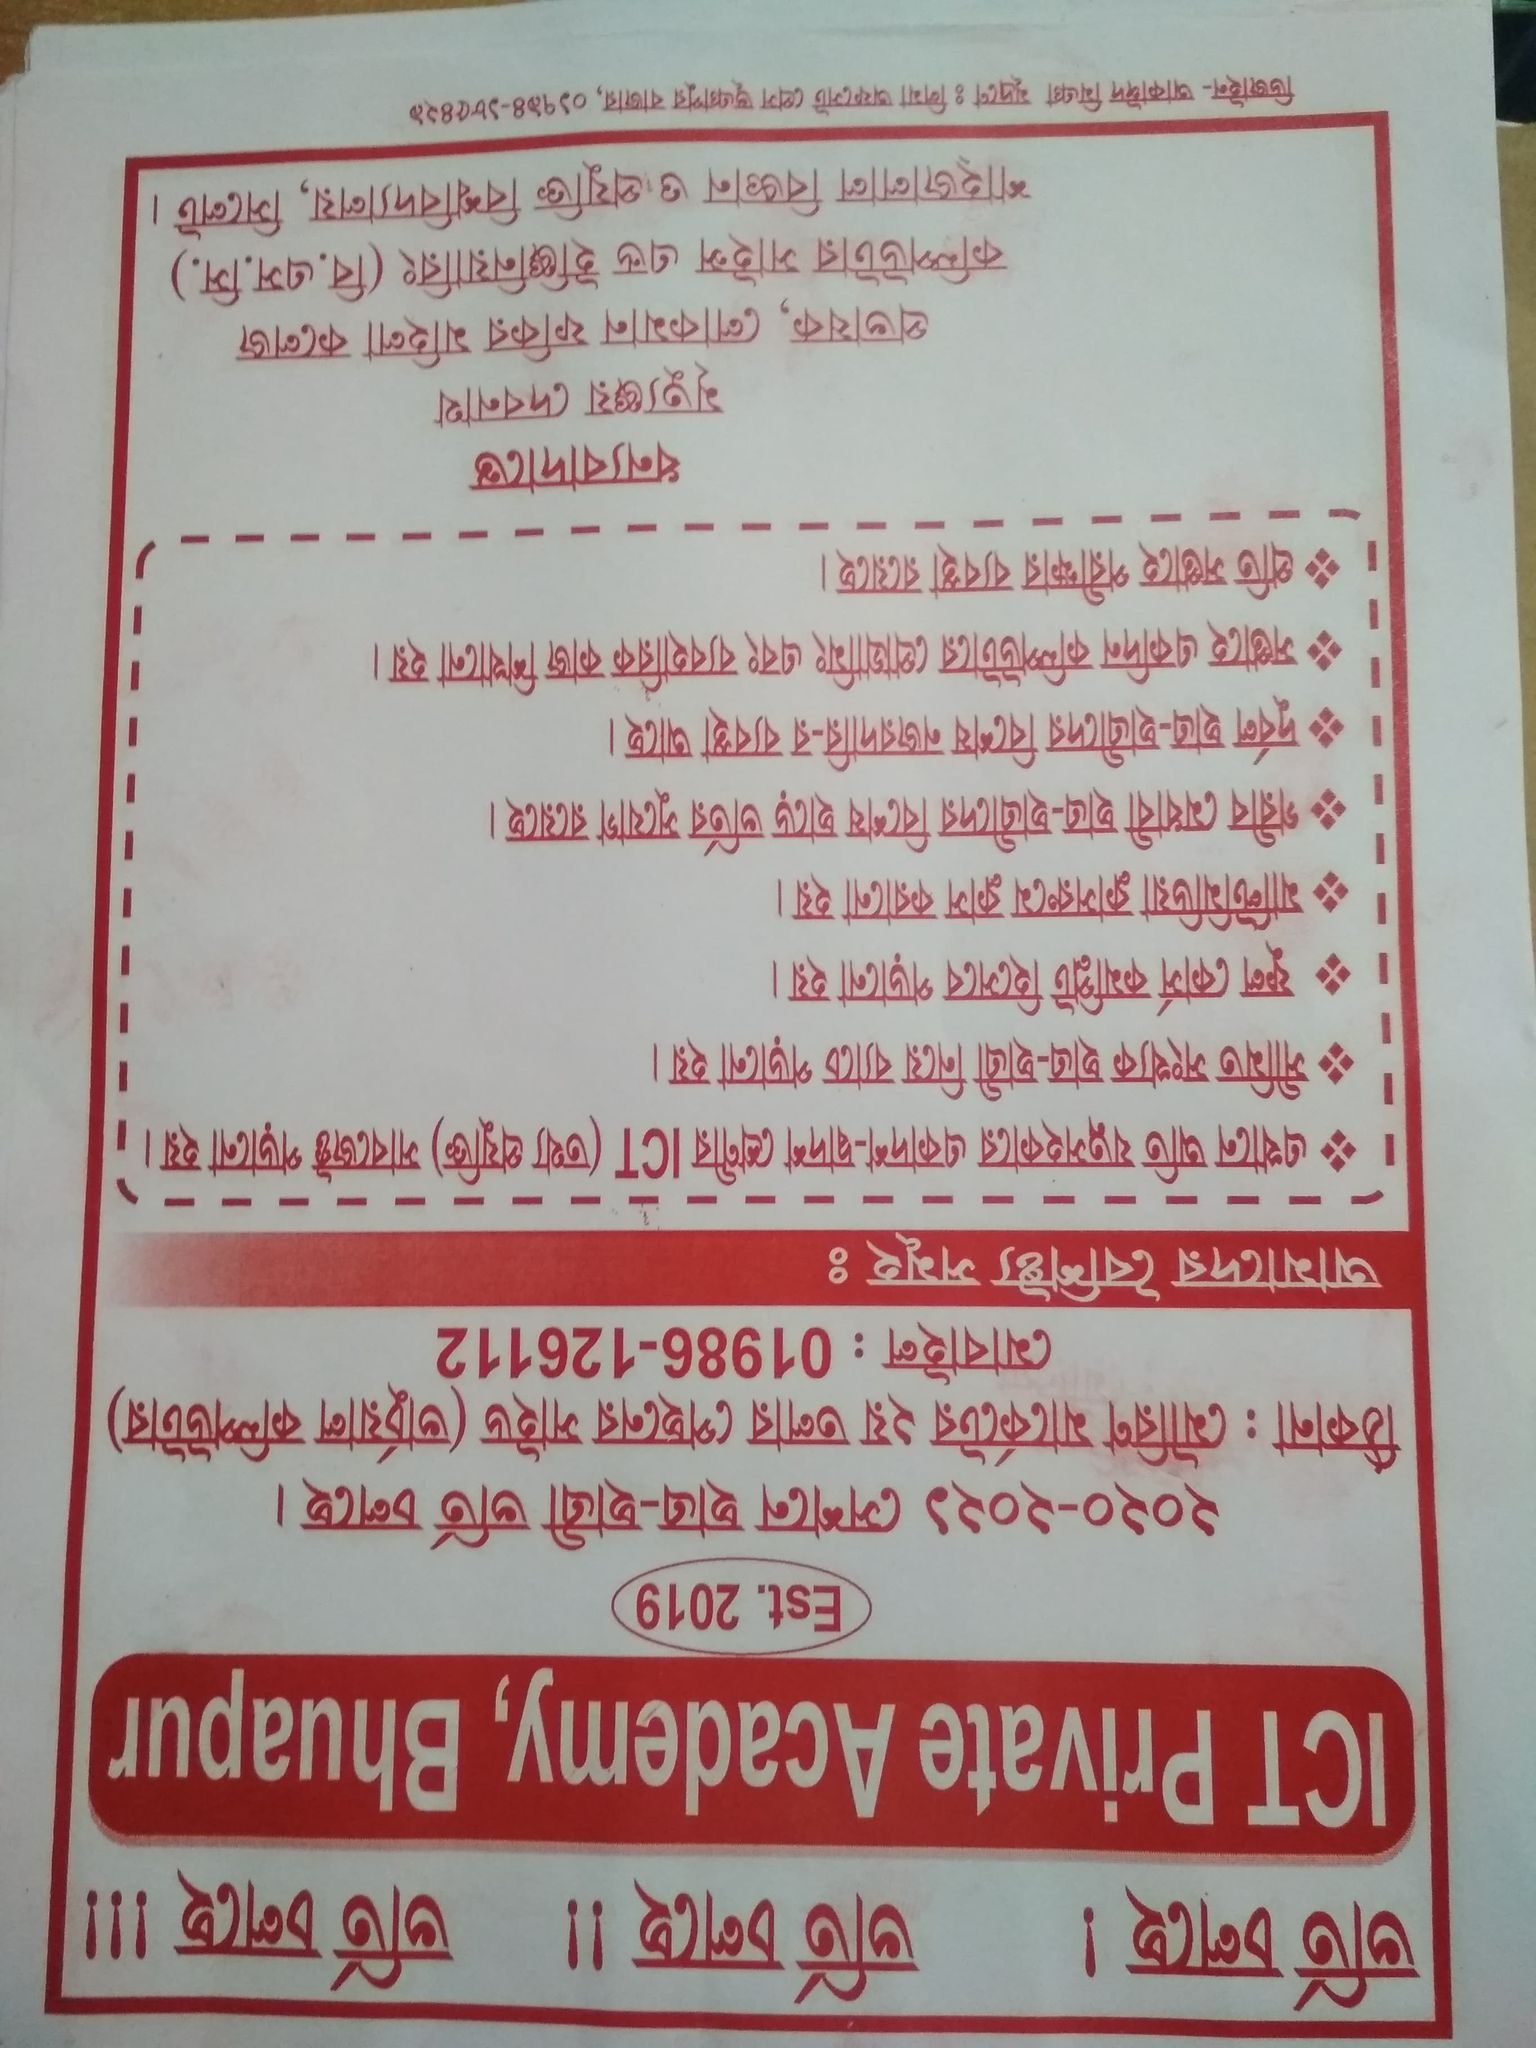 ভর্তি চলছে ! ভর্তি চলছে !! ভর্তি চলছে !!!
ICT Private Academy, Bhuapur
Est. 2019
২০২০-২০২১ সেশনে ছাত্র-ছাত্রী ভর্তি চলছে।
ঠিকানা : মৌরিণ মার্কেটের ২য় তলার পেছনের সাইড (ভার্চুয়াল কম্পিউটার)
মোবাইল : 01986-126112
আমাদের বৈশিষ্ট্য সমূহ ঃ
❖ এখানে অতি যত্নসহকারে একাদশ-দ্বাদশ শ্রেণীর ICT (তথ্য প্রযুক্তি) সাবজেক্ট পড়ানো হয়।
❖ সীমিত সংখ্যক ছাত্র-ছাত্রী নিয়ে ব্যাচে পড়ানো হয়।
❖ ফুল কোর্স কমপ্লিট হিসেবে পড়ানো হয়।
❖ মাল্টিমিডিয়া ক্লাসরুমে ক্লাস করানো হয়।
❖ গরীব মেধাবী ছাত্র-ছাত্রীদের বিশেষ ছাড়ে ভর্তির সুযোগ রয়েছে।
❖ দুর্বল ছাত্র-ছাত্রীদের বিশেষ নজরদারি-র ব্যবস্থা আছে।
❖ সপ্তাহে একদিন কম্পিউটারে প্রোগ্রামিং এবং ব্যবহারিক কাজ শিখানো হয়।
❖ প্রতি সপ্তাহে পরীক্ষার ব্যবস্থা রয়েছে।
ধন্যবাদান্তে
মৃত্যুঞ্জয় দেবনাথ
প্রভাষক, লোকমান ফকির মহিলা কলেজ
কম্পিউটার সাইন্স এন্ড ইঞ্জিনিয়ারিং (বি.এস.সি.)
শাহ্জালাল বিজ্ঞান ও প্রযুক্তি বিশ্ববিদ্যালয়, সিলেট।
ডিজাইন- আকাঈদ মিঞা মূদ্রণে ঃ লিমা অফসেট প্রেস ভূঞাপুর বাজার, ০১৭৯৪-১৮৫৪২৯